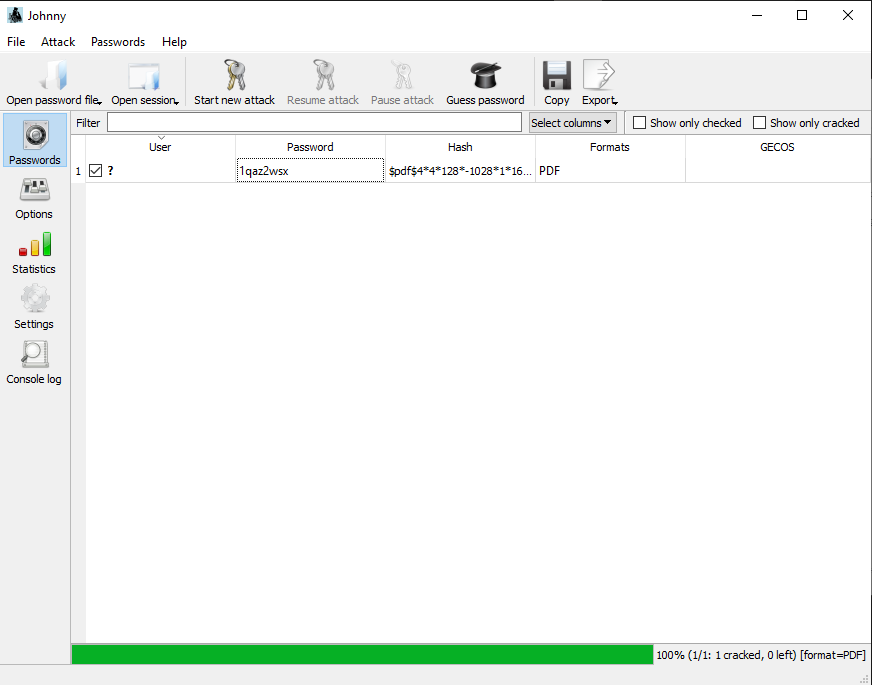 Johnny
File Attack Passwords Help
Open password file Open session Start new attack Resume attack Pause attack Guess password Copy Export
Filter Select columns Show only checked Show only cracked
Passwords
Options
Statistics
Settings
Console log
User Password Hash Formats GECOS
1 ? 1qaz2wsx $pdf$4*4*128*-1028*1*16... PDF
100% (1/1: 1 cracked, 0 left) [format=PDF]